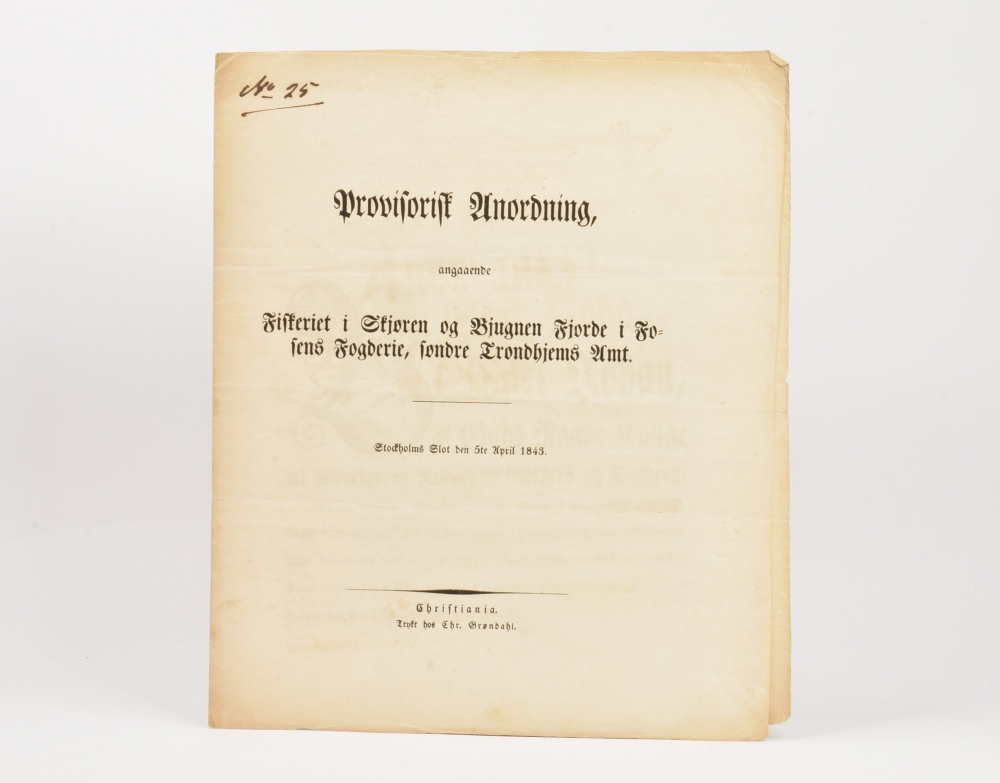 No 25
Provisorisk Anordning,
angaaende
Fiskeriet i Skjøren og Bjugnen Fjorde i Fo-
sens Fogderie, søndre Trondhjems Amt.
Stockholms Slot den 5te April 1843.
Christiania.
Trykt hos Chr. Grøndahl.